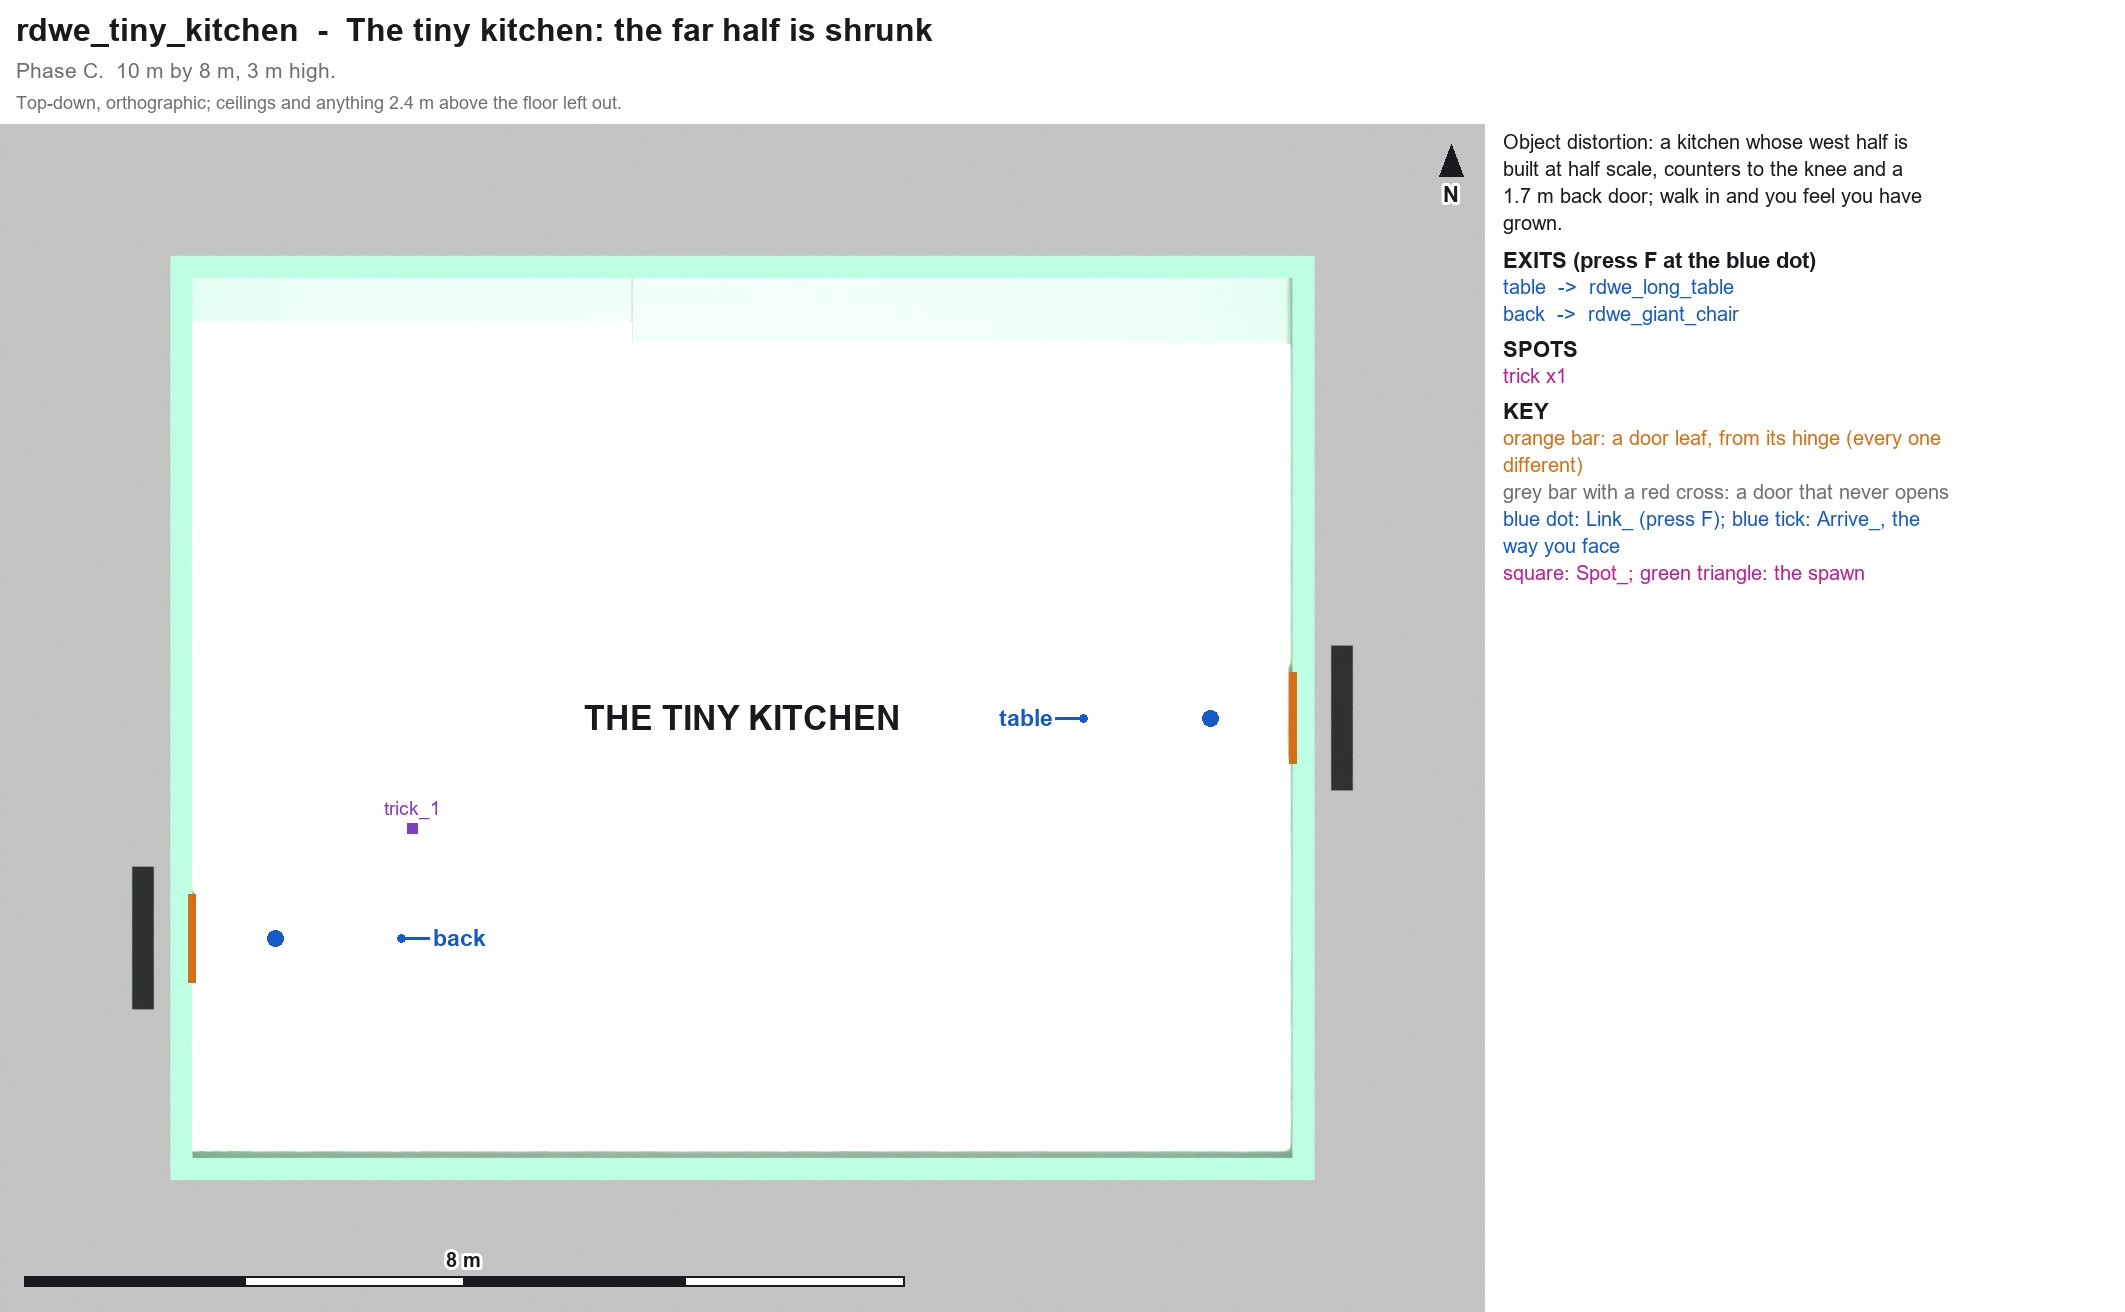 rdwe_tiny_kitchen  -  The tiny kitchen: the far half is shrunk
Phase C.  10 m by 8 m, 3 m high.
Top-down, orthographic; ceilings and anything 2.4 m above the floor left out.
N
Object distortion: a kitchen whose west half is
built at half scale, counters to the knee and a
1.7 m back door; walk in and you feel you have
grown.
EXITS (press F at the blue dot)
table  ->  rdwe_long_table
back  ->  rdwe_giant_chair
SPOTS
trick x1
KEY
orange bar: a door leaf, from its hinge (every one
different)
grey bar with a red cross: a door that never opens
blue dot: Link_ (press F); blue tick: Arrive_, the
way you face
square: Spot_; green triangle: the spawn
THE TINY KITCHEN
table
trick_1
back
8 m